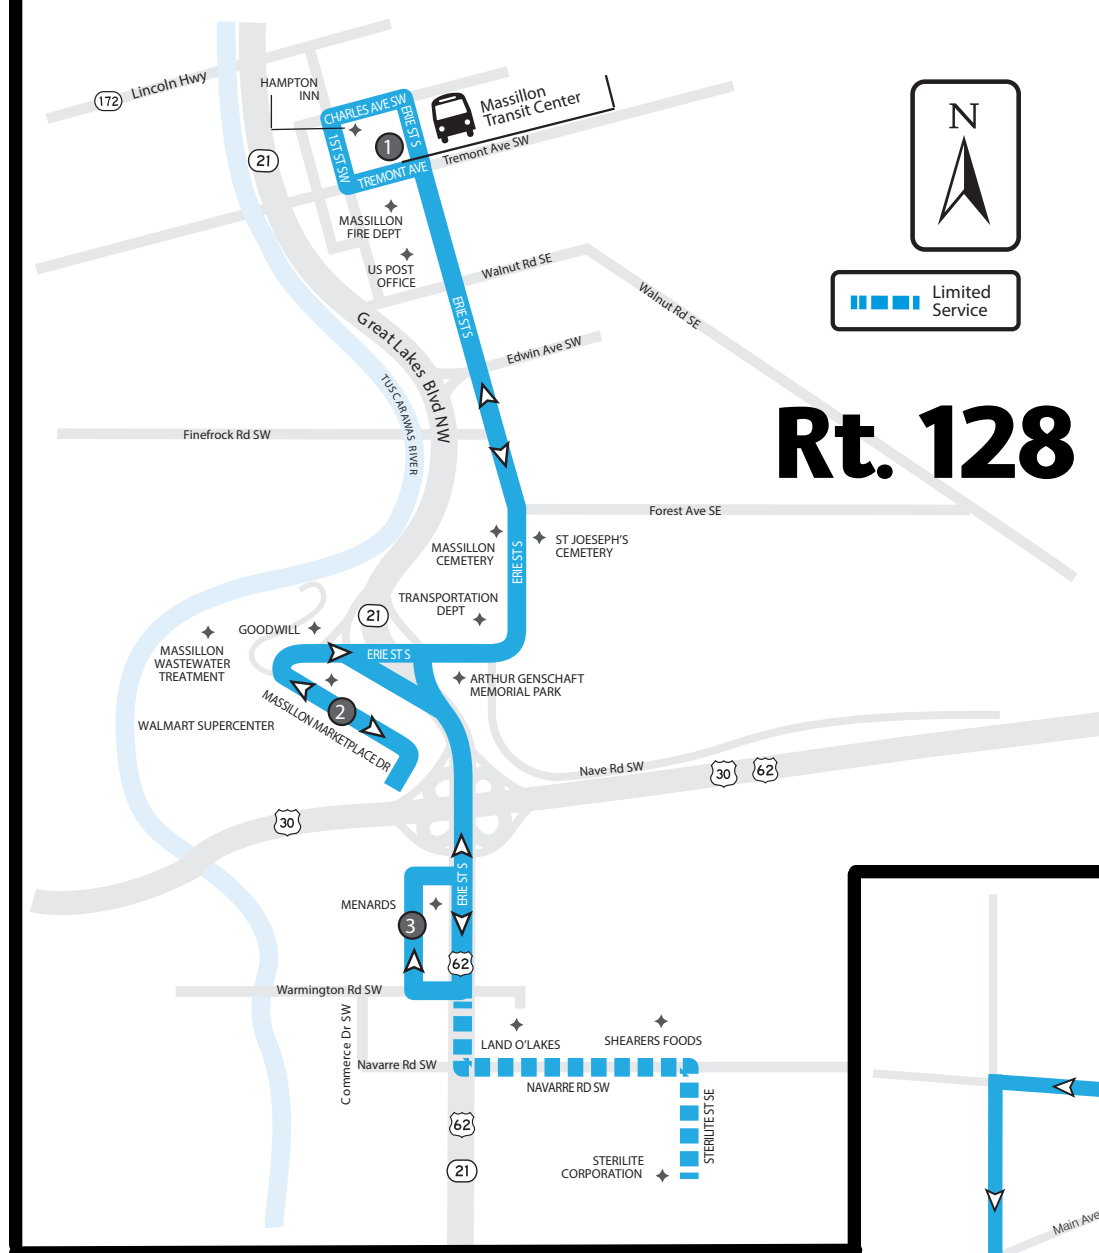 172
Lincoln Hwy
HAMPTON
INN
CHARLES AVE SW
ERIE ST S
1ST ST SW
1
TREMONT AVE
Massillon
Transit Center
Tremont Ave SW
21
N
MASSILLON
FIRE DEPT
US POST
OFFICE
Walnut Rd SE
Walnut Rd SE
Limited
Service
ERIE ST S
Great Lakes Blvd NW
Edwin Ave SW
TUSCARAWAS RIVER
Rt. 128
Finefrock Rd SW
Forest Ave SE
MASSILLON
CEMETERY
ST JOESEPH'S
CEMETERY
ERIE ST S
TRANSPORTATION
DEPT
21
GOODWILL
MASSILLON
WASTEWATER
TREATMENT
ERIE ST S
ARTHUR GENSCHAFT
MEMORIAL PARK
2
MASSILLON MARKETPLACE DR
WALMART SUPERCENTER
Nave Rd SW
30
62
30
ERIE ST S
MENARDS
3
62
Warmington Rd SW
Commerce Dr SW
LAND O'LAKES
SHEARERS FOODS
Navarre Rd SW
NAVARRE RD SW
STERILITE ST SE
62
STERILITE
CORPORATION
21
Main Ave